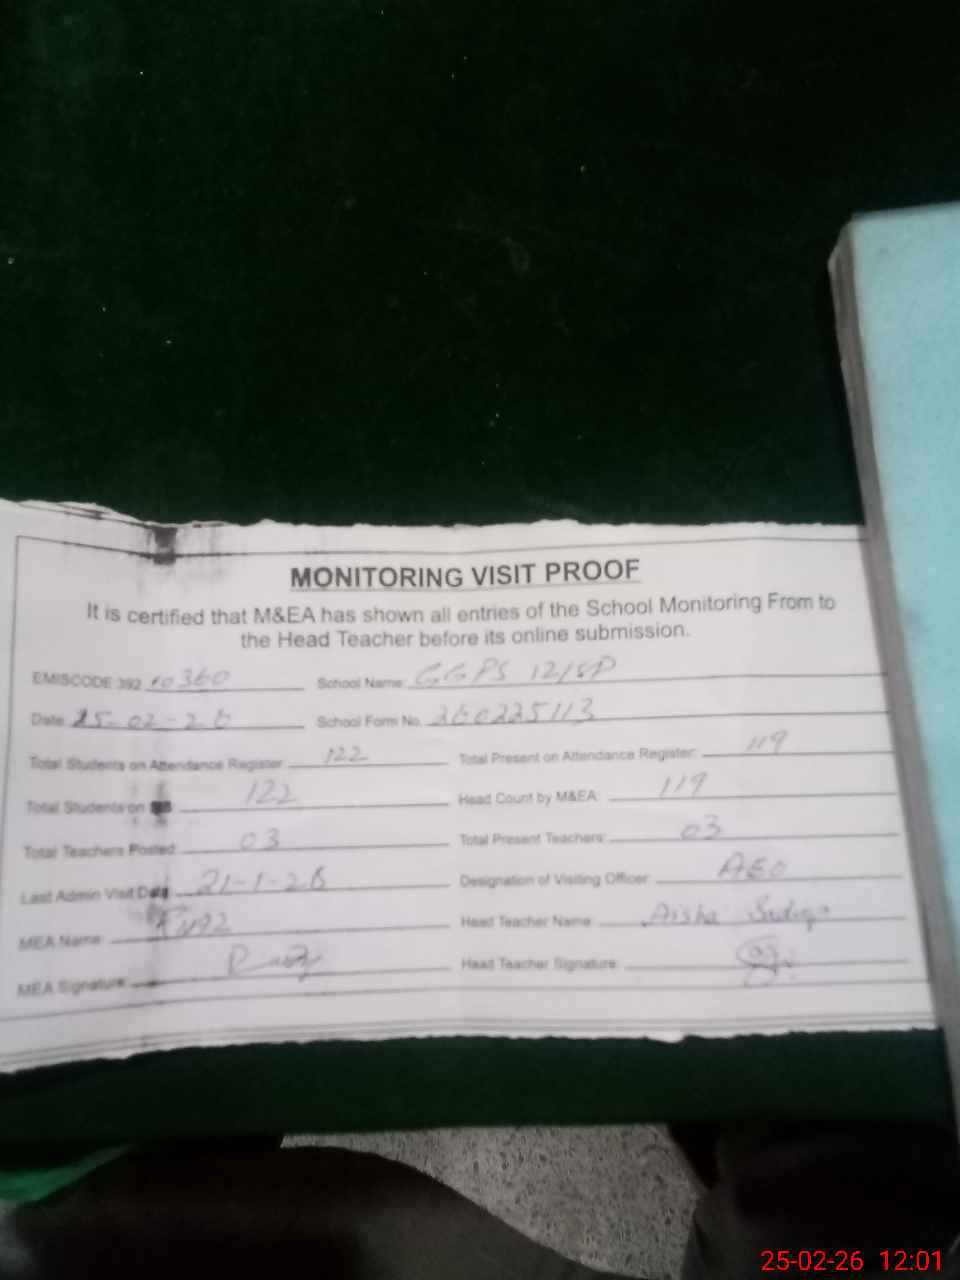 MONITORING VISIT PROOF
It is certified that M&EA has shown all entries of the School Monitoring From to
the Head Teacher before its online submission.
EMISCODE 392 10360 School Name: GGPS 12/SP
Date: 25-02-26 School Form No. 260225113
Total Students on Attendance Register: 122 Total Present on Attendance Register: 119
Total Students on 122 Head Count by M&EA: 119
Total Teachers Posted: 03 Total Present Teachers: 03
Last Admin Visit Date 21-1-26 Designation of Visiting Officer: AEO
MEA Name: Head Teacher Name: Aisha
MEA Signature: Head Teacher Signature:
25-02-26 12:01